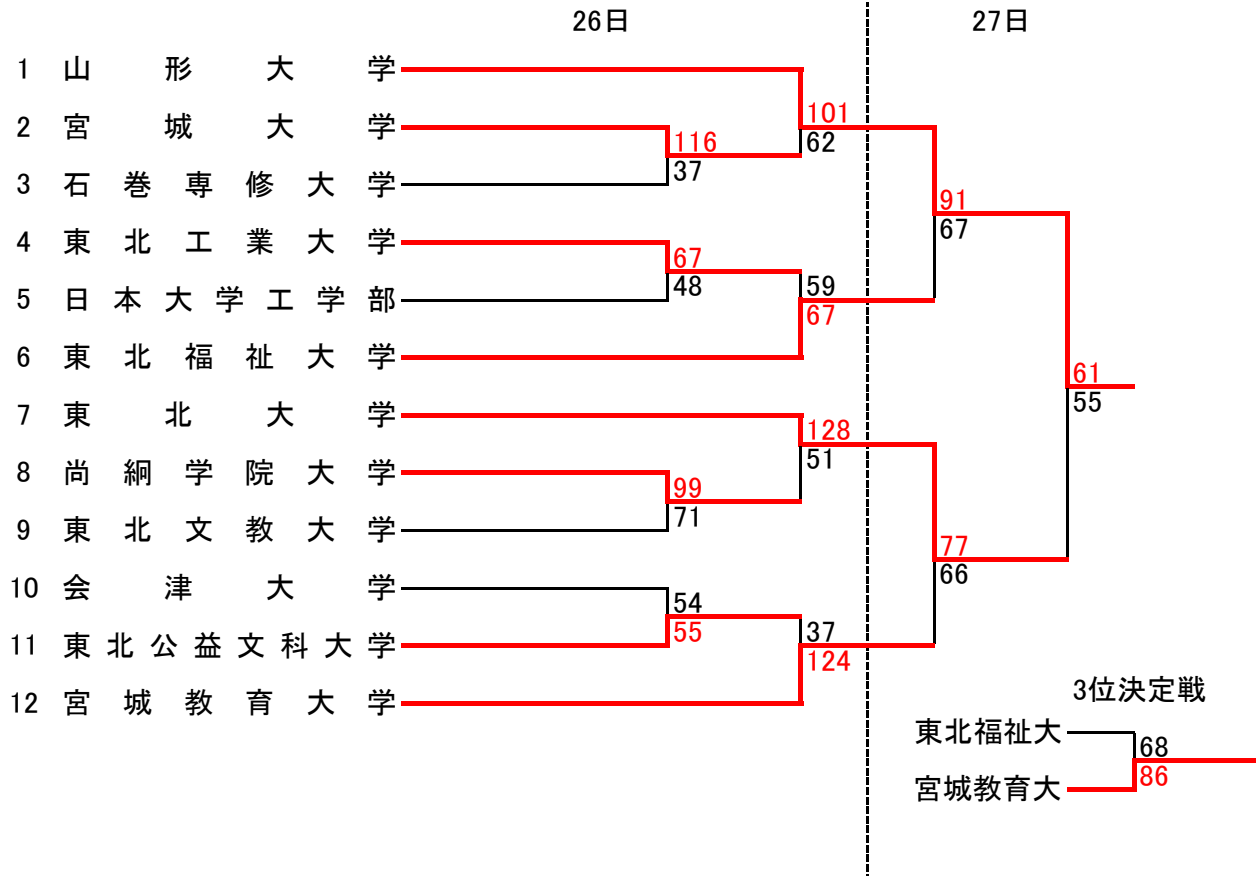 26日 27日
1 山形大学
101
2 宮城大学
116 62
37
3 石巻専修大学
91
67
4 東北工業大学
67
48 59
5 日本大学工学部
67
6 東北福祉大学
61
55
7 東北大学
128
51
8 尚絅学院大学
99
71
9 東北文教大学
77
66
10 会津大学
54
55 37
11 東北公益文科大学
124
12 宮城教育大学
3位決定戦
東北福祉大
68
86
宮城教育大